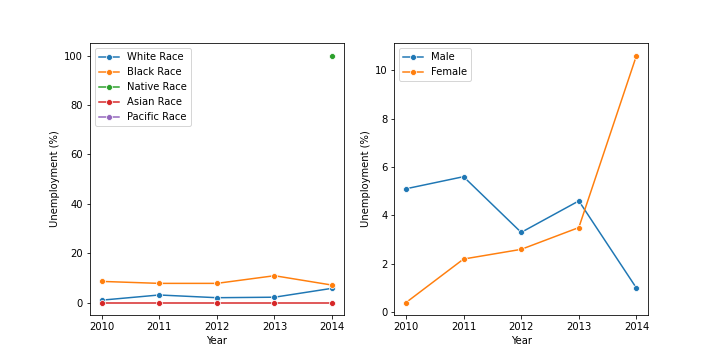 White Race
Black Race
Native Race
Asian Race
Pacific Race
Unemployment (%)
100
80
60
40
20
0
2010 2011 2012 2013 2014
Year
Male
Female
Unemployment (%)
10
8
6
4
2
0
2010 2011 2012 2013 2014
Year